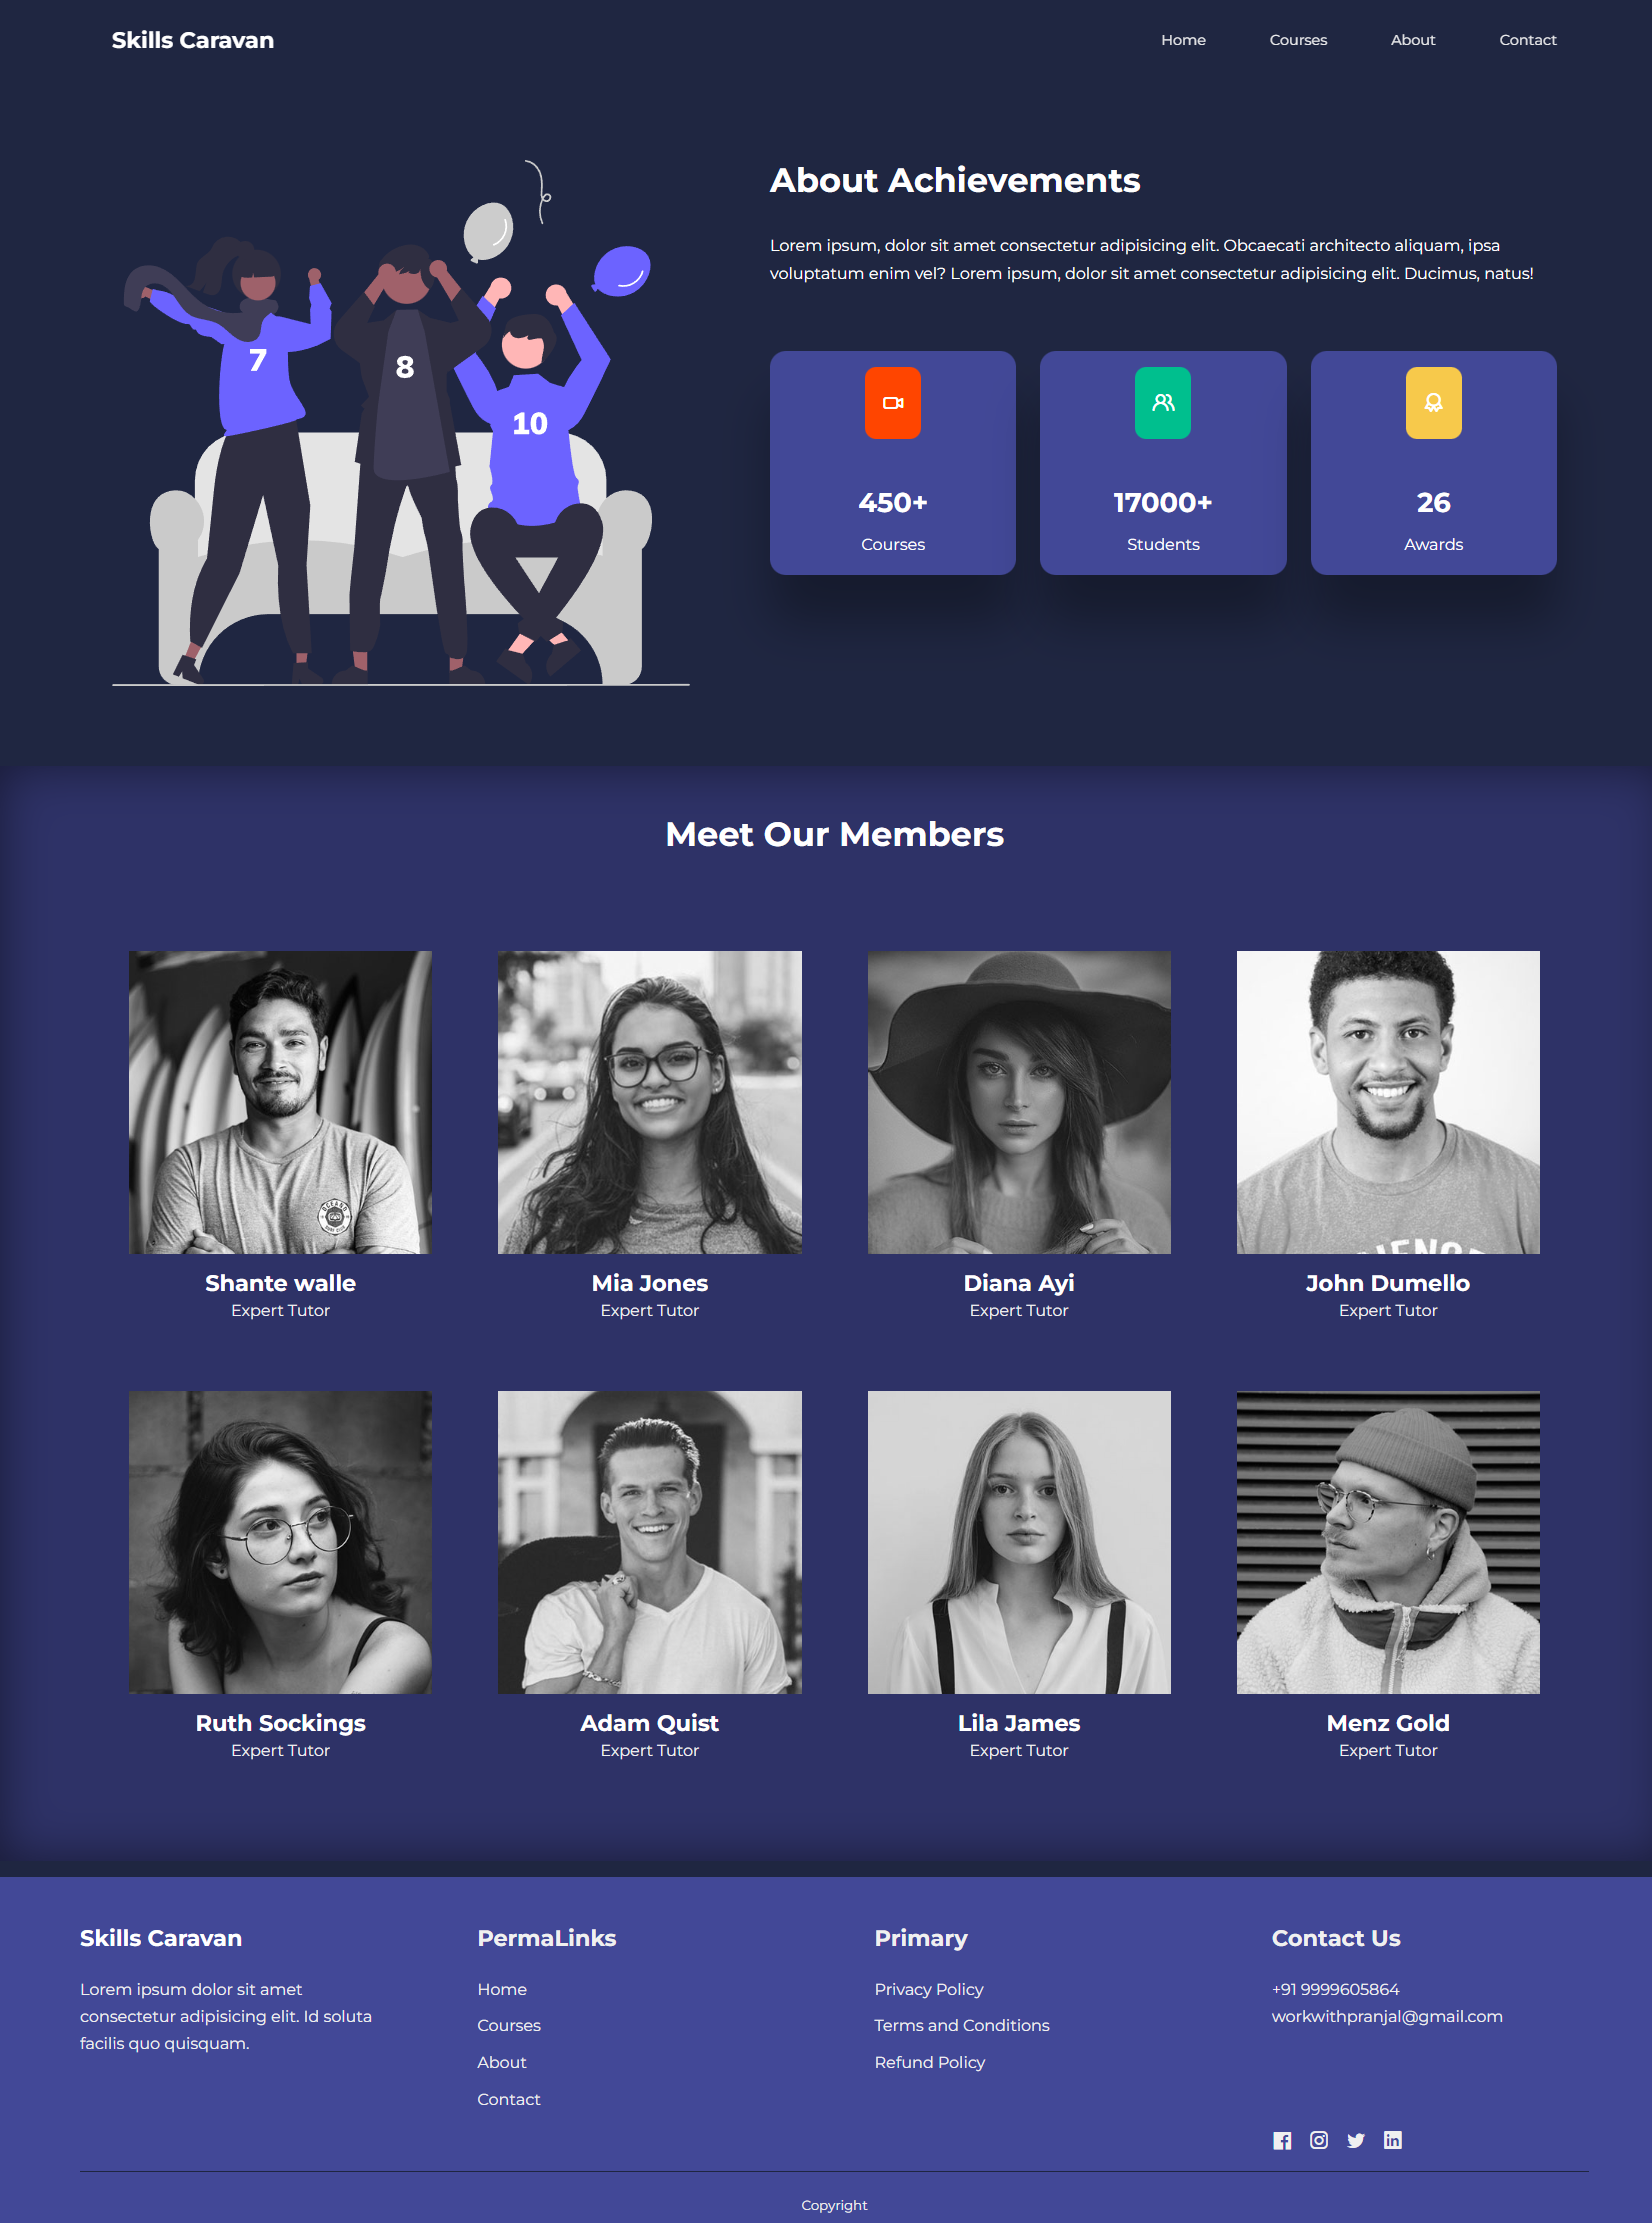 Skills Caravan
Home
Courses
About
Contact
About Achievements
Lorem ipsum, dolor sit amet consectetur adipisicing elit. Obcaecati architecto aliquam, ipsa
voluptatum enim vel? Lorem ipsum, dolor sit amet consectetur adipisicing elit. Ducimus, natus!
7
8
10
450+
Courses
17000+
Students
26
Awards
Meet Our Members
Shante walle
Expert Tutor
Mia Jones
Expert Tutor
Diana Ayi
Expert Tutor
John Dumello
Expert Tutor
Ruth Sockings
Expert Tutor
Adam Quist
Expert Tutor
Lila James
Expert Tutor
Menz Gold
Expert Tutor
Skills Caravan
Lorem ipsum dolor sit amet
consectetur adipisicing elit. Id soluta
facilis quo quisquam.
PermaLinks
Home
Courses
About
Contact
Primary
Privacy Policy
Terms and Conditions
Refund Policy
Contact Us
+91 9999605864
workwithpranjal@gmail.com
Copyright